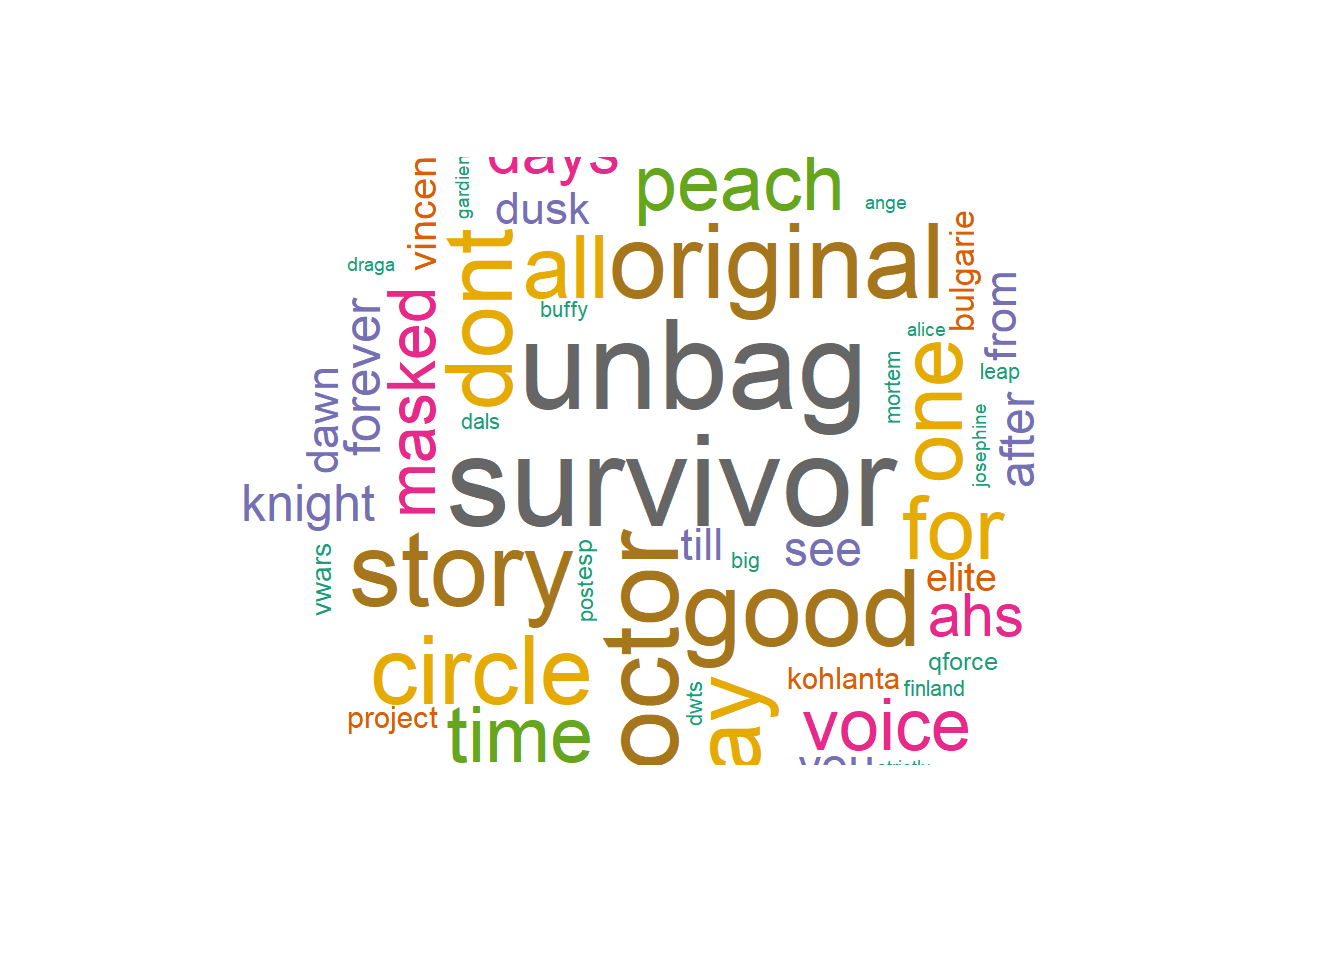 days
peach
vincen
gardien
dusk
ange
draga
dont
all
original
bulgarie
from
buffy
alice
forever
masked
unbag
one
leap
mortem
dawn
dals
josephine
after
knight
survivor
for
till
see
big
vwars
story
postesp
octor
good
elite
ahs
circle
qforce
kohlanta
finland
project
time
dwts
ay
voice
you
strictly